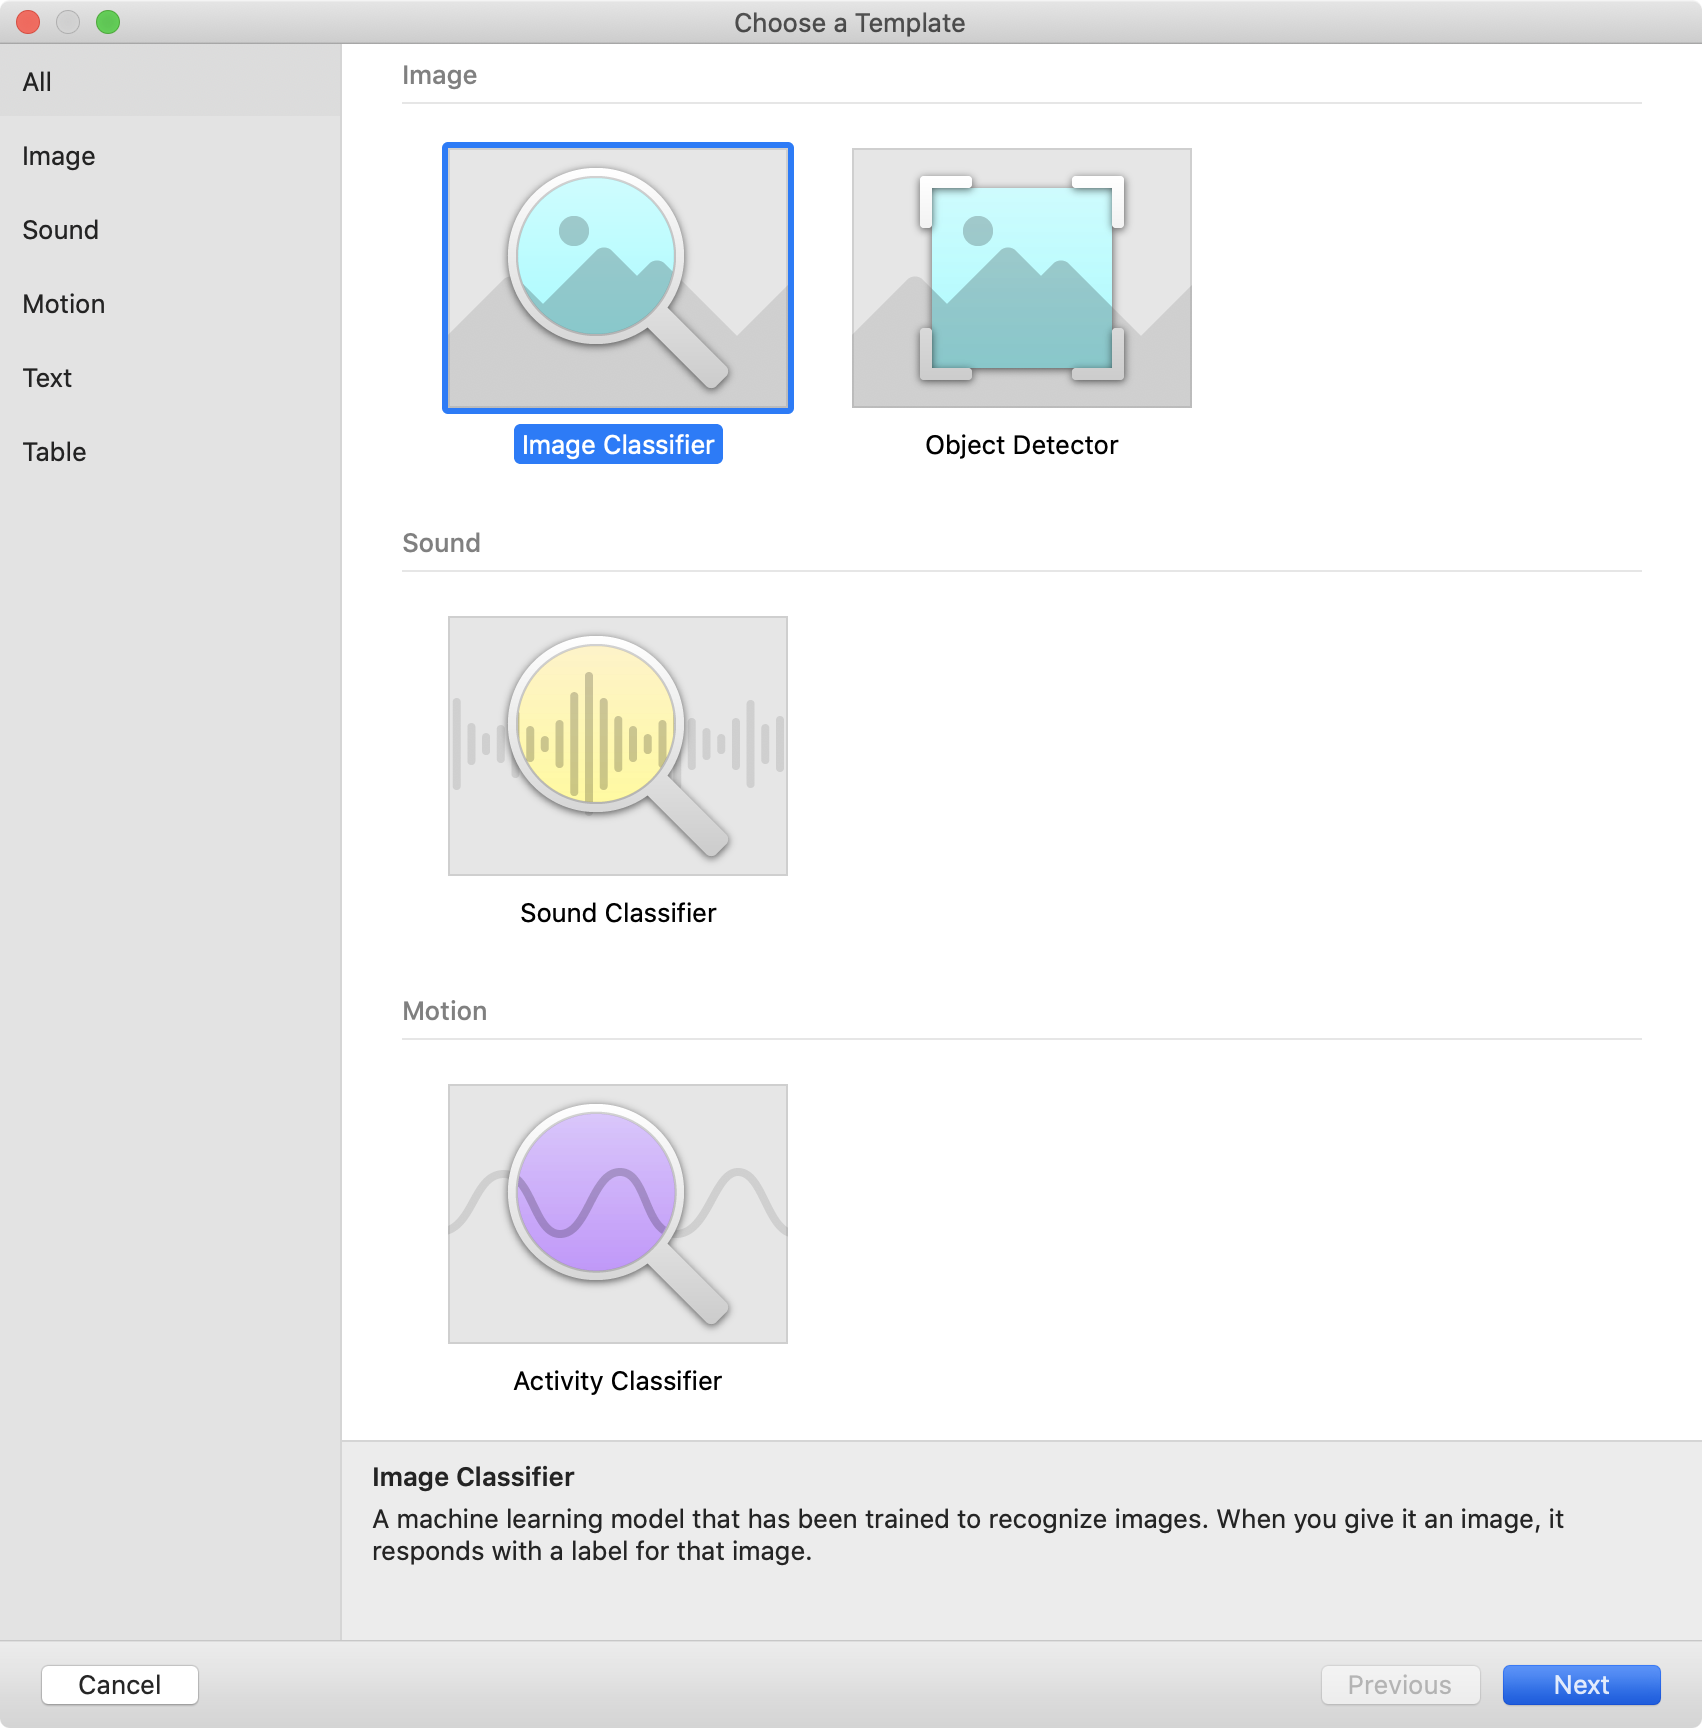 Choose a Template
All
Image
Sound
Motion
Text
Table
Image
Image Classifier
Object Detector
Sound
Sound Classifier
Motion
Activity Classifier
Image Classifier
A machine learning model that has been trained to recognize images. When you give it an image, it
responds with a label for that image.
Cancel
Previous
Next